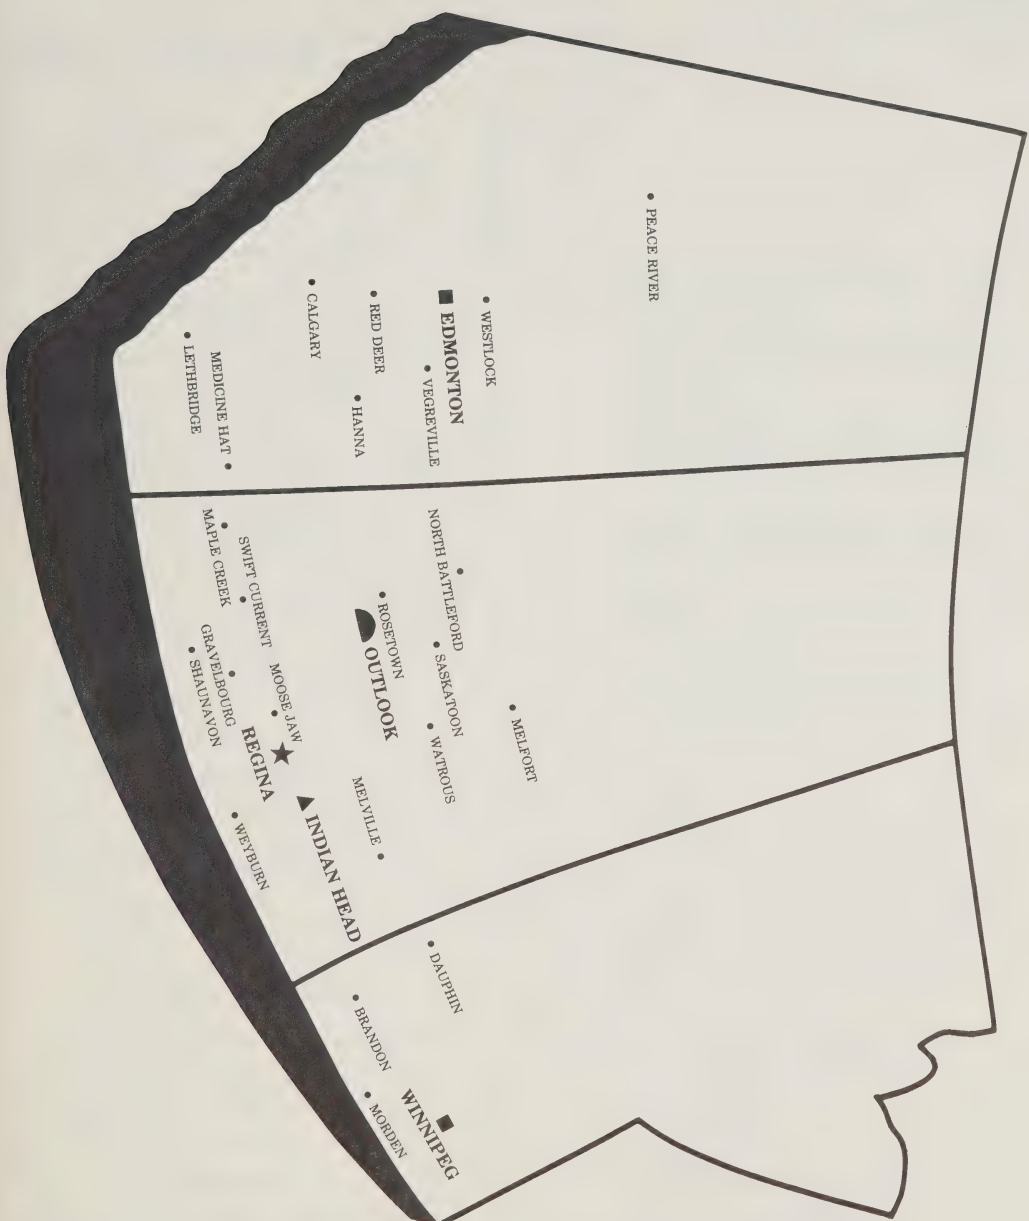 PEACE RIVER
WESTLOCK
EDMONTON
VEGREVILLE
RED DEER
HANNA
CALGARY
MEDICINE HAT
LETHBRIDGE
MELFORT
NORTH BATTLEFORD
SASKATOON
WATROUS
ROSETOWN
OUTLOOK
MELVILLE
SWIFT CURRENT
MAPLE CREEK
MOOSE JAW
GRAVELBOURG
SHAUNAVON
REGINA
INDIAN HEAD
WEYBURN
DAUPHIN
BRANDON
WINNIPEG
MORDEN